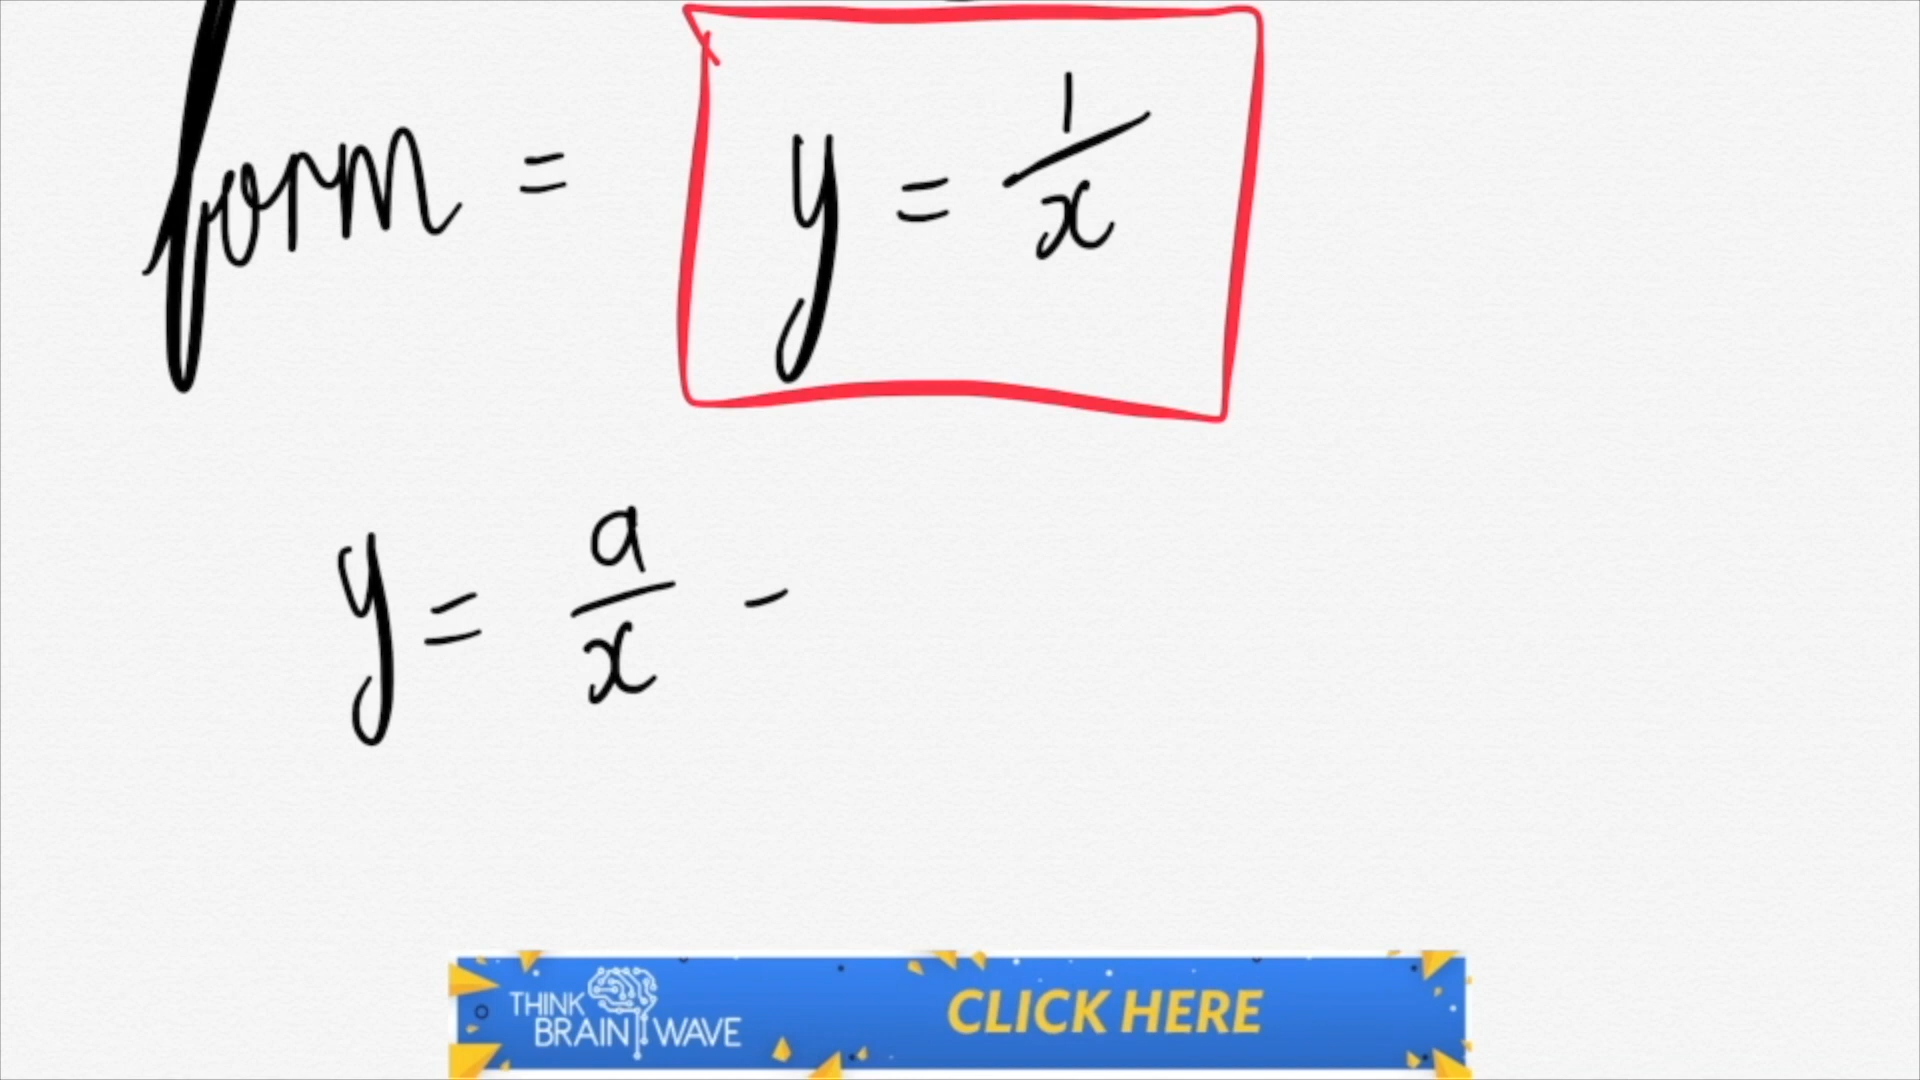 form = y = 1/x
y = a/x -
THINK
BRAIN WAVE
CLICK HERE